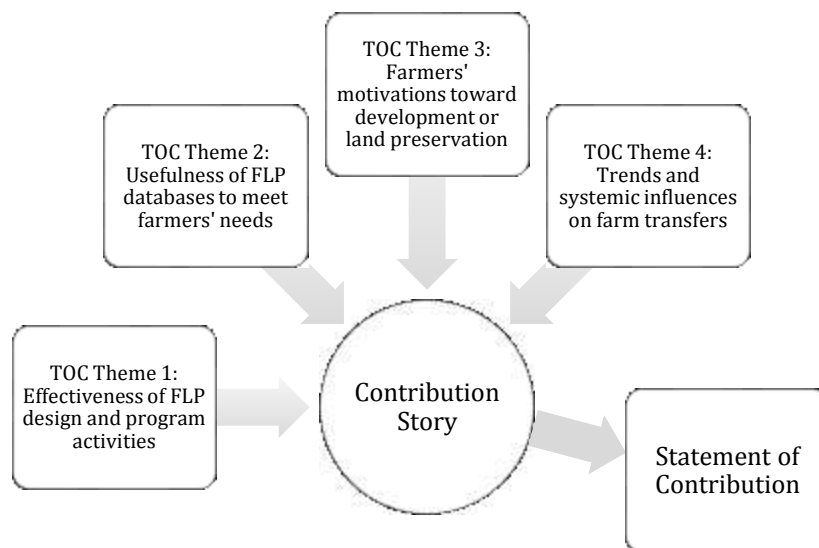 TOC Theme 1:
Effectiveness of FLP
design and program
activities
TOC Theme 2:
Usefulness of FLP
databases to meet
farmers' needs
TOC Theme 3:
Farmers'
motivations toward
development or
land preservation
TOC Theme 4:
Trends and
systemic influences
on farm transfers
Contribution
Story
Statement of
Contribution